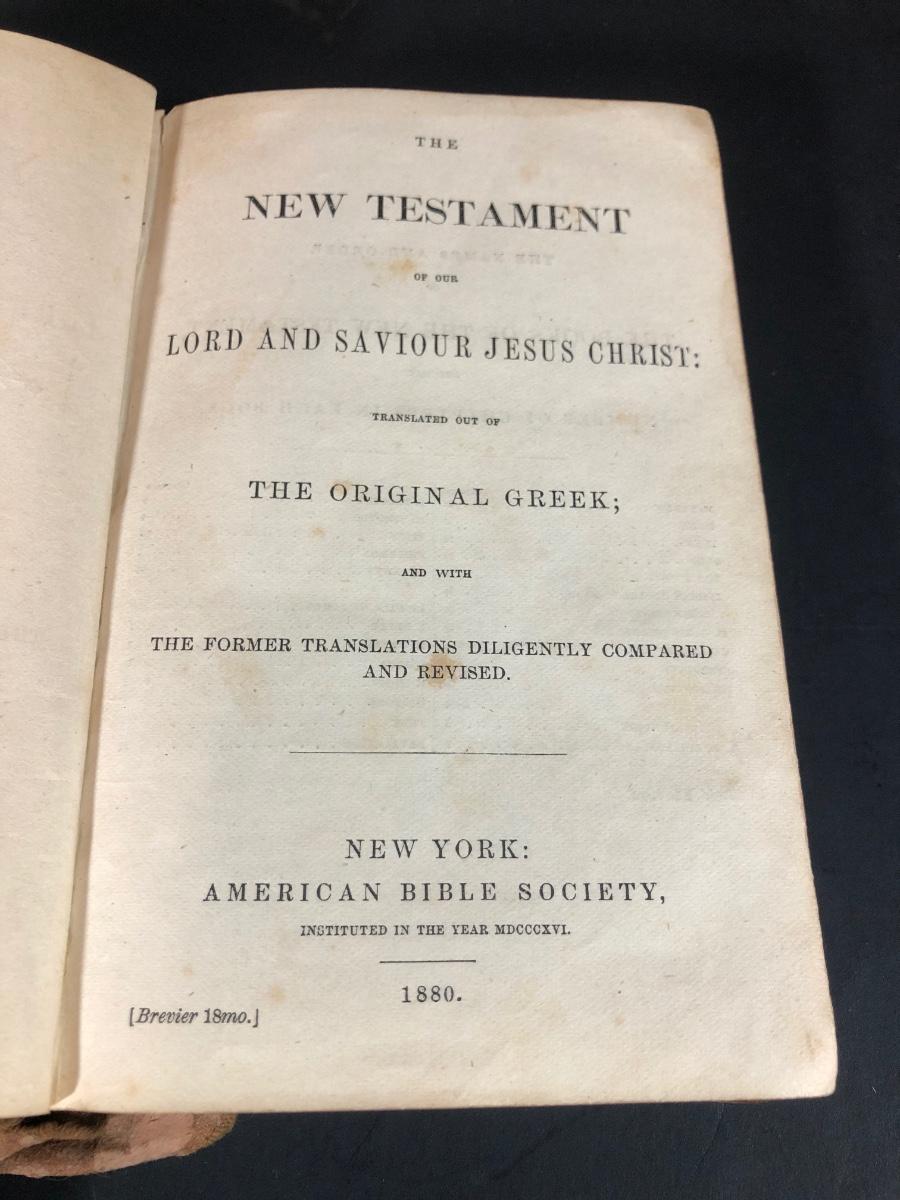 THE
NEW TESTAMENT
OF OUR
LORD AND SAVIOUR JESUS CHRIST:
TRANSLATED OUT OF
THE ORIGINAL GREEK;
AND WITH
THE FORMER TRANSLATIONS DILIGENTLY COMPARED
AND REVISED.
NEW YORK:
AMERICAN BIBLE SOCIETY,
INSTITUTED IN THE YEAR MDCCCXVI.
1880.
[Brevier 18mo.]